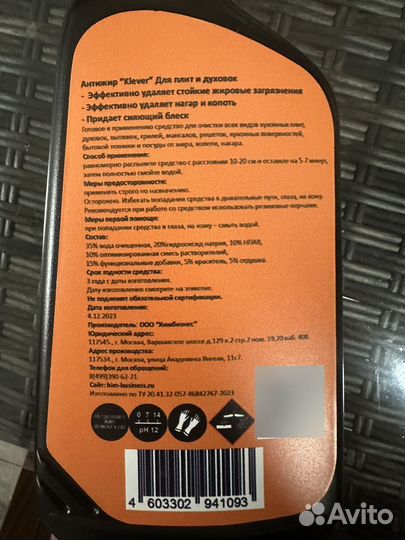 Антижир "Klever" Для плит и духовок
- Эффективно удаляет стойкие жировые загрязнения
- Эффективно удаляет нагар и копоть
- Придает сияющий блеск
Готовое к применению средство для очистки всех видов кухонных плит,
духовок, вытяжек, грилей, мангалов, решеток, кухонных поверхностей,
бытовой техники и посуды от жира, копоти, нагара.
Способ применения:
равномерно распылите средство с расстояния 10-20 см и оставьте на 5-7 минут,
затем полностью смойте водой.
Меры предосторожности:
применять строго по назначению.
Осторожно. Избегать попадания средства в дыхательные пути, глаза, на кожу.
Рекомендуется при работе со средством использовать резиновые перчатки.
Меры первой помощи:
при попадании средства в глаза, на кожу – смыть водой.
Состав:
35% вода очищенная, 20%гидрооксид натрия, 10% НПАВ,
10% оптимизированная смесь растворителей,
15% функциональные добавки, 5% краситель, 5% отдушка.
Срок годности средства:
3 года с даты изготовления.
Дату изготовления смотрите на этикетке.
Не подлежит обязательной сертификации.
Дата изготовления:
4.12.2023
Производитель: ООО "Химбизнес"
Юридический адрес:
117545, г. Москва, Варшавское шоссе д.129 к.2 стр.2 пом. 19,20 каб. 408.
Адрес производства:
117534, г. Москва, улица Академика Янгеля, 11с7.
Телефон для обращений:
8(499)390-62-21.
Сайт: him-business.ru
Изготовлено по ТУ 20.41.32-057-46842767-2023
0 7 14
pH 12
4 603302 941093
Avito